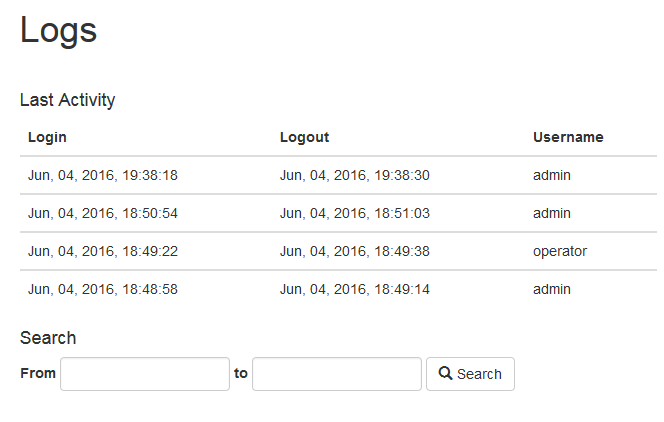 Logs
Last Activity
Login Logout Username
Jun, 04, 2016, 19:38:18 Jun, 04, 2016, 19:38:30 admin
Jun, 04, 2016, 18:50:54 Jun, 04, 2016, 18:51:03 admin
Jun, 04, 2016, 18:49:22 Jun, 04, 2016, 18:49:38 operator
Jun, 04, 2016, 18:48:58 Jun, 04, 2016, 18:49:14 admin
Search
From to Search